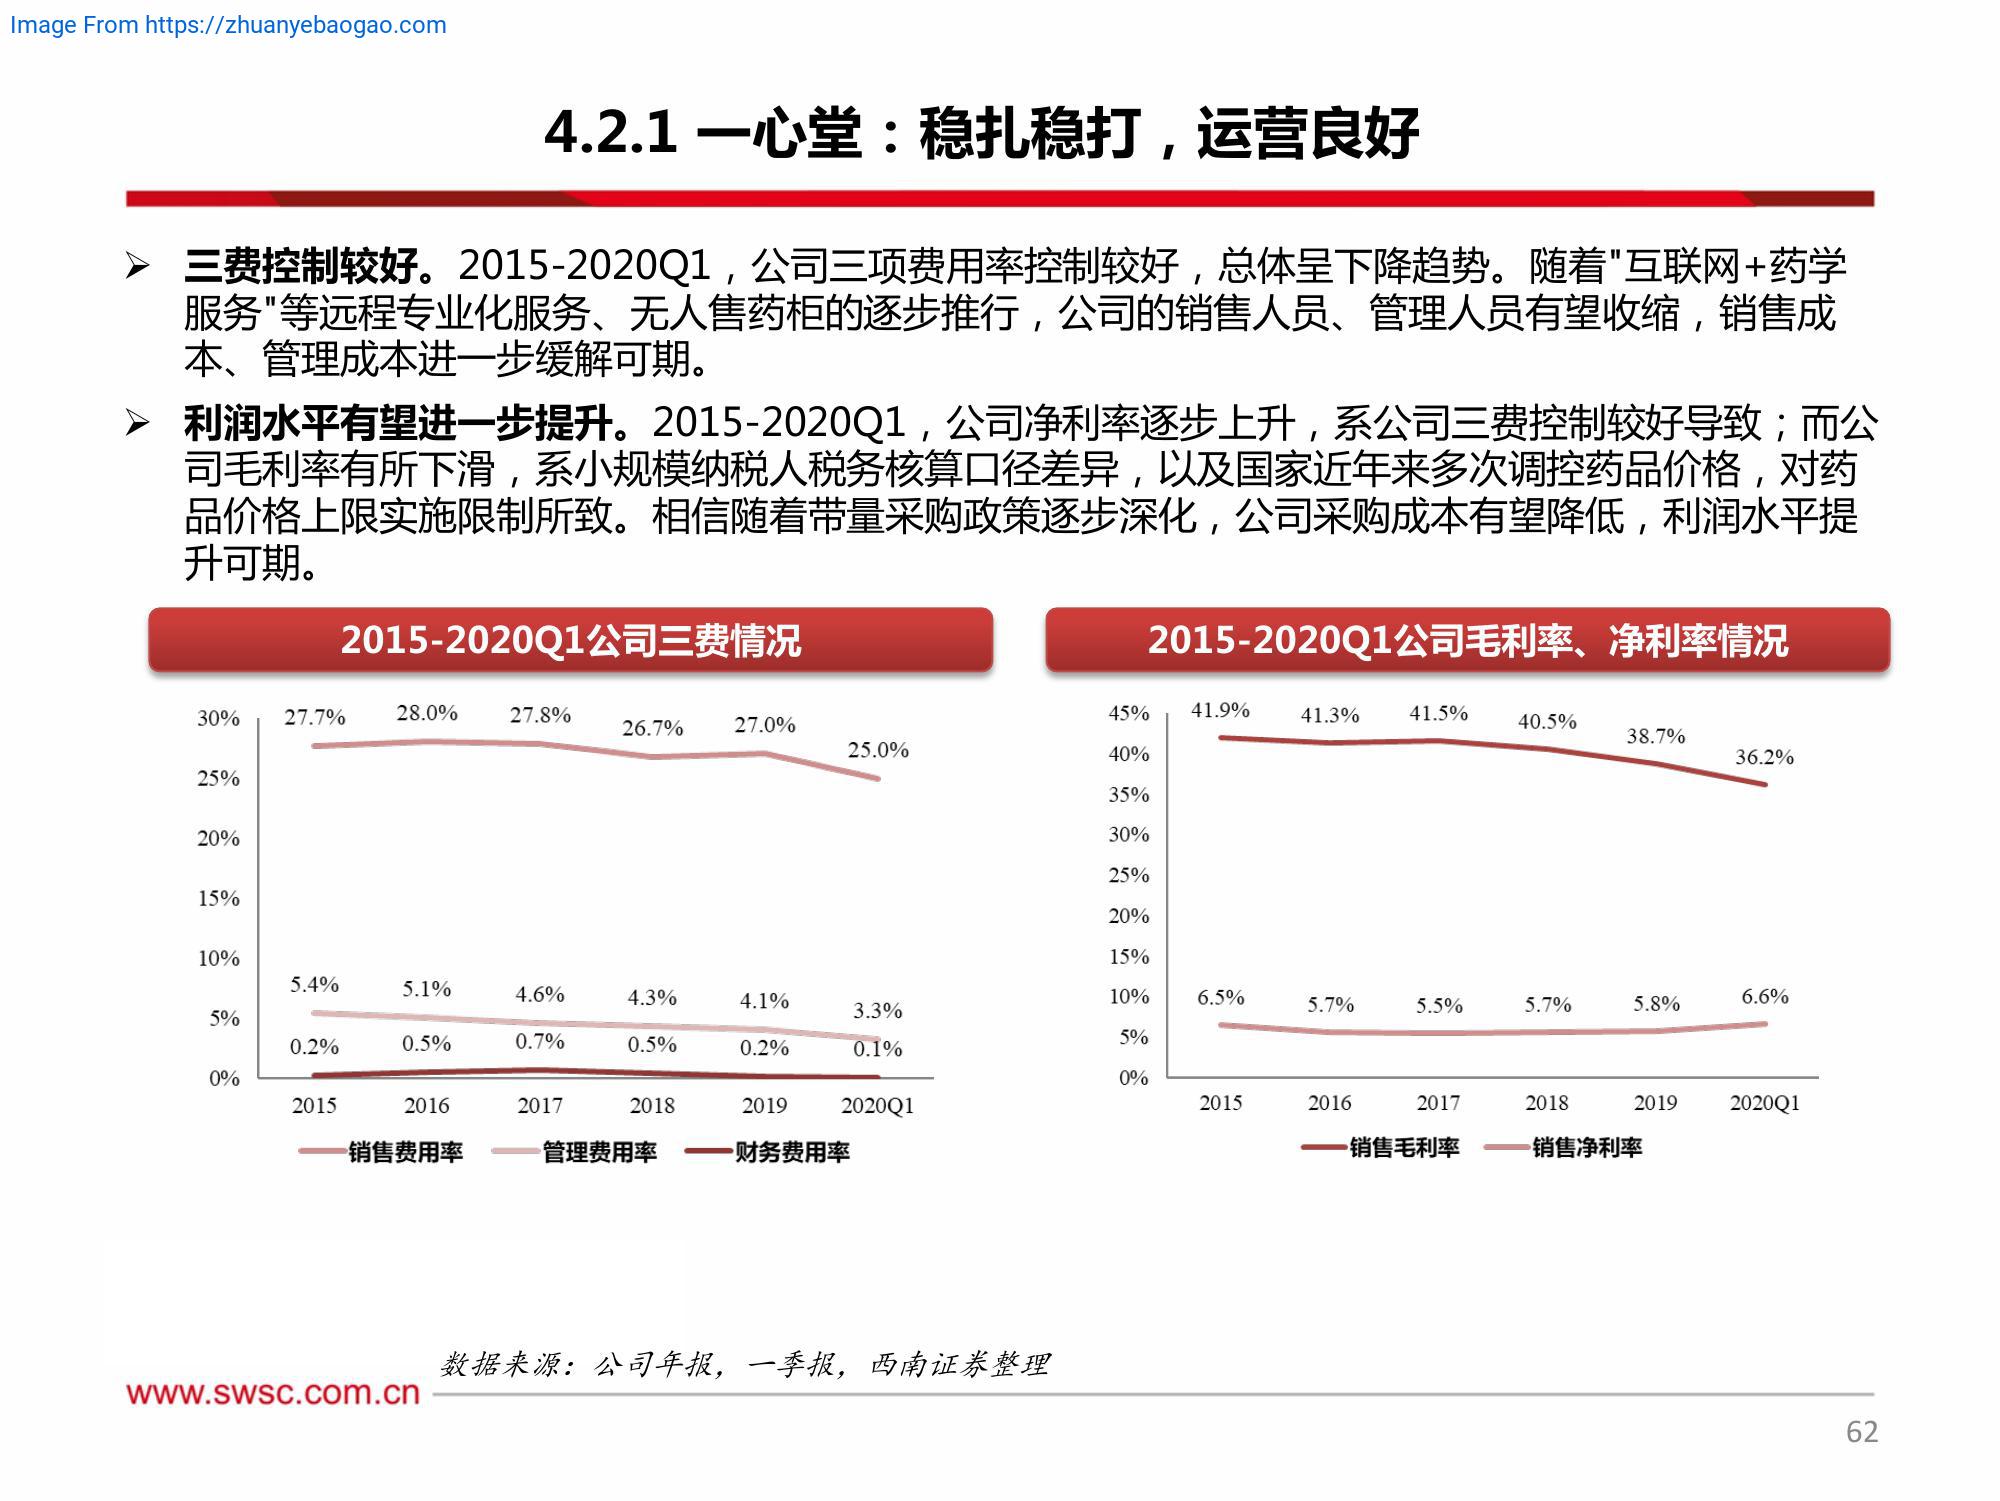 Image From https://zhuanyebaogao.com
4.2.1 一心堂：稳扎稳打，运营良好
➢ 三费控制较好。2015-2020Q1，公司三项费用率控制较好，总体呈下降趋势。随着"互联网+药学
服务"等远程专业化服务、无人售药柜的逐步推行，公司的销售人员、管理人员有望收缩，销售成
本、管理成本进一步缓解可期。
➢ 利润水平有望进一步提升。2015-2020Q1，公司净利率逐步上升，系公司三费控制较好导致；而公
司毛利率有所下滑，系小规模纳税人税务核算口径差异，以及国家近年来多次调控药品价格，对药
品价格上限实施限制所致。相信随着带量采购政策逐步深化，公司采购成本有望降低，利润水平提
升可期。
2015-2020Q1公司三费情况
30%
25%
20%
15%
10%
5%
0%
27.7% 28.0% 27.8% 26.7% 27.0% 25.0%
5.4% 5.1% 4.6% 4.3% 4.1% 3.3%
0.2% 0.5% 0.7% 0.5% 0.2% 0.1%
2015 2016 2017 2018 2019 2020Q1
销售费用率 管理费用率 财务费用率
2015-2020Q1公司毛利率、净利率情况
45%
40%
35%
30%
25%
20%
15%
10%
5%
0%
41.9% 41.3% 41.5% 40.5% 38.7% 36.2%
6.5% 5.7% 5.5% 5.7% 5.8% 6.6%
2015 2016 2017 2018 2019 2020Q1
销售毛利率 销售净利率
数据来源：公司年报，一季报，西南证券整理
www.swsc.com.cn
62